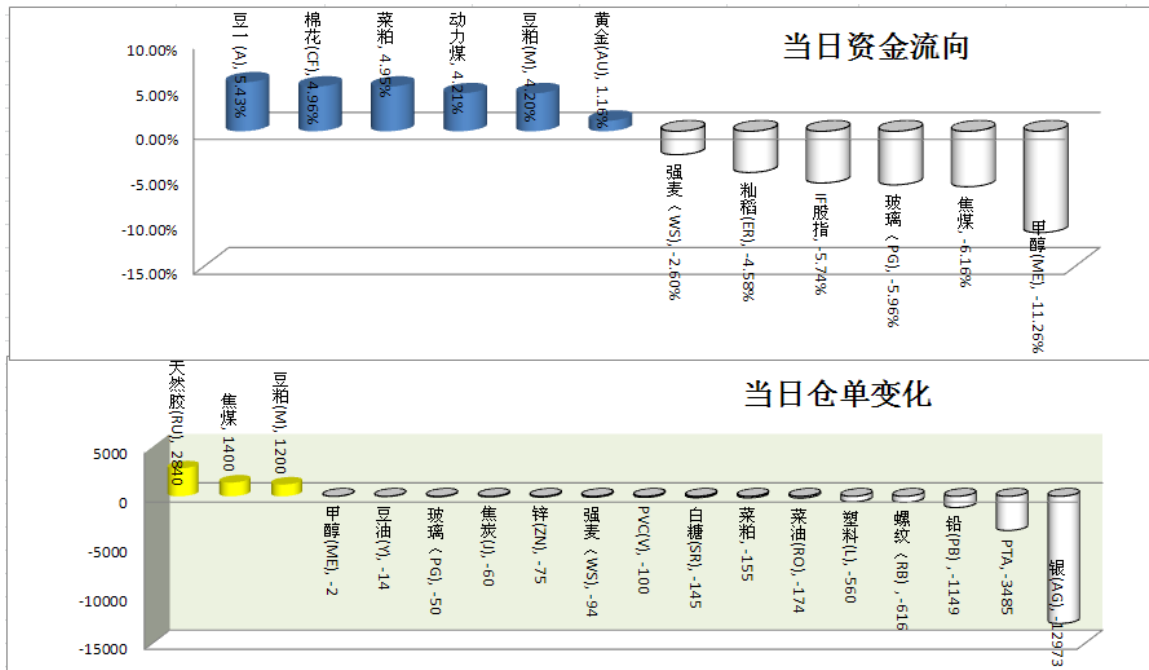 当日资金流向
10.00%
5.00%
0.00%
-5.00%
-10.00%
-15.00%
豆1(A), 5.43%
棉花(CF), 4.96%
菜粕, 4.95%
动力煤, 4.21%
豆粕(M), 4.20%
黄金(AU), 1.16%
强麦〈WS), -2.60%
籼稻(ER), -4.58%
IF股指, -5.74%
玻璃〈PG), -5.96%
焦煤, -6.16%
甲醇(ME), -11.26%
当日仓单变化
5000
0
-5000
-10000
-15000
天然胶(RU), 2840
焦煤, 1400
豆粕(M), 1200
甲醇(ME), -2
豆油(Y), -14
玻璃〈PG), -50
焦炭(J), -60
锌(ZN), -75
强麦〈WS), -94
PVC(V), -100
白糖(SR), -145
菜粕, -155
菜油(RO), -174
塑料(L), -560
螺纹〈RB), -616
铅(PB), -1149
PTA, -3485
银(AG), -12973